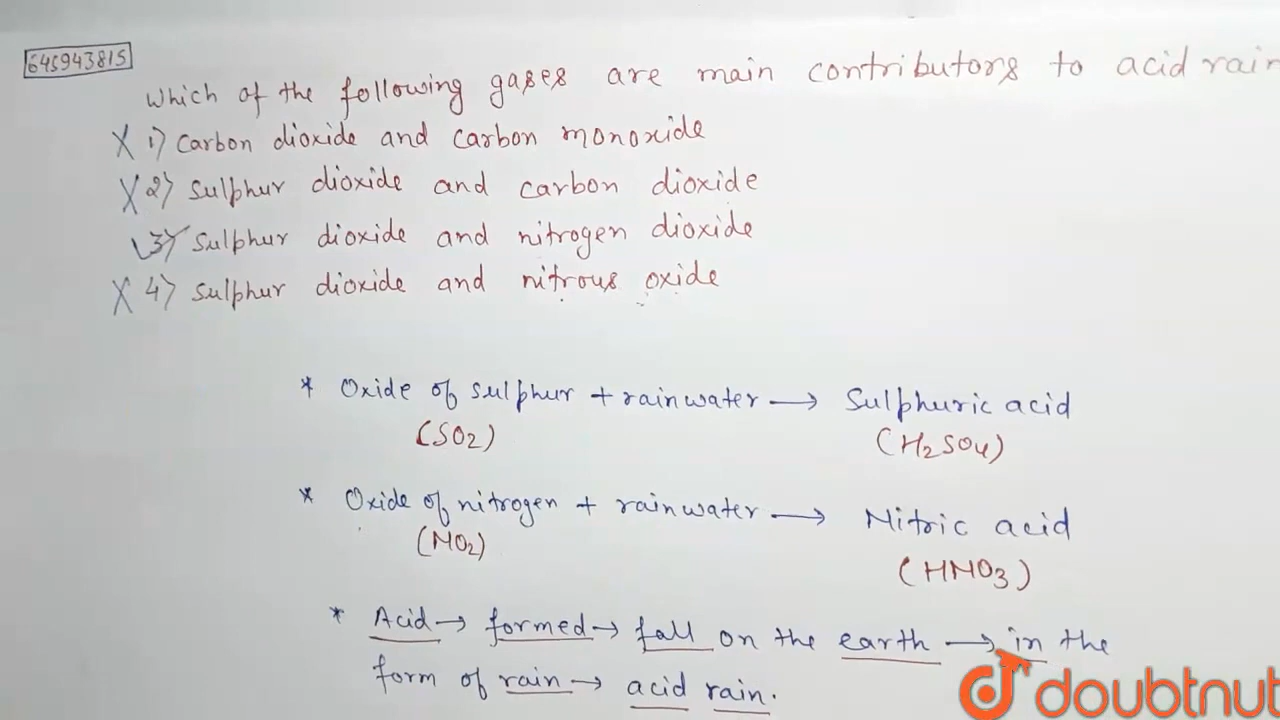 645943815
Which of the following gases are main contributors to acid rain
1) Carbon dioxide and carbon monoxide
2) Sulphur dioxide and carbon dioxide
3) Sulphur dioxide and nitrogen dioxide
4) Sulphur dioxide and nitrous oxide
* Oxide of sulphur + rainwater → Sulphuric acid
(SO2) (H2SO4)
* Oxide of nitrogen + rainwater → Nitric acid
(NO2) (HNO3)
* Acid → formed → fall on the earth → in the
form of rain → acid rain.
doubtnut